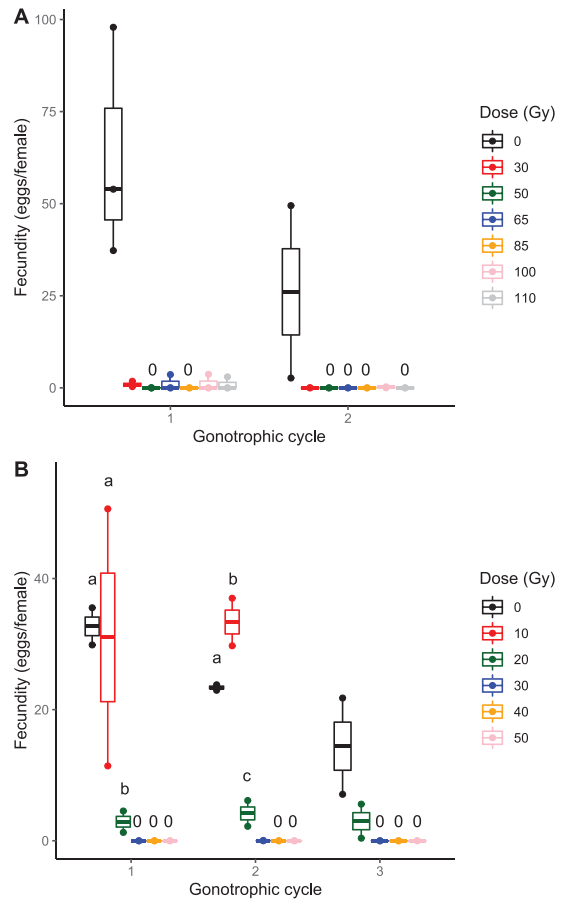 A
100
75
50
25
0
Fecundity (eggs/female)
0 0 0 0 0 0 0
1 2
Gonotrophic cycle
Dose (Gy)
0
30
50
65
85
100
110
B
a a b
a b c
40
20
0
Fecundity (eggs/female)
0 0 0 0 0 0 0 0
1 2 3
Gonotrophic cycle
Dose (Gy)
0
10
20
30
40
50